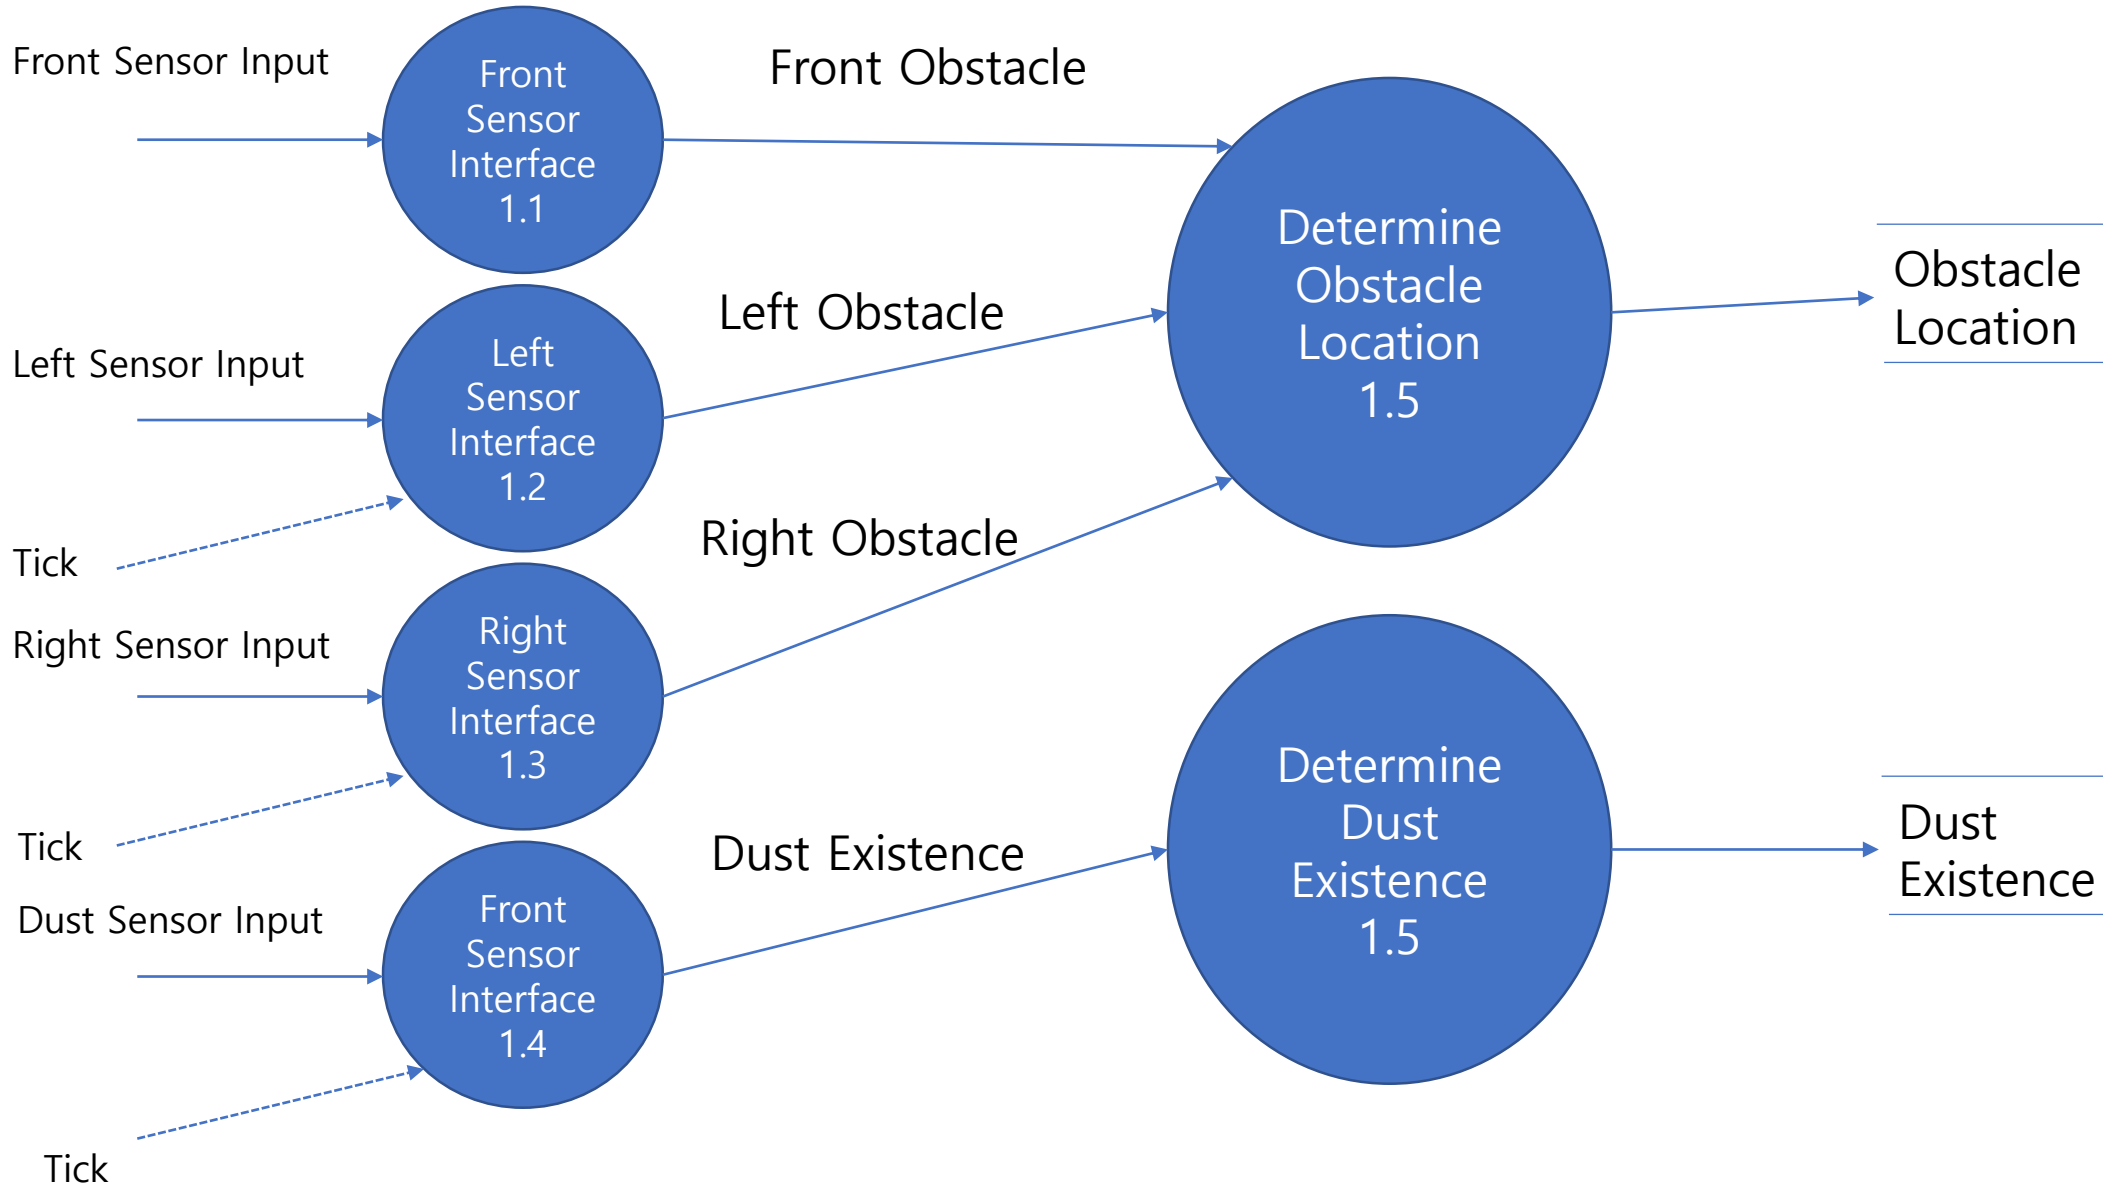 Front Sensor Input
Front
Sensor
Interface
1.1
Front Obstacle
Left Sensor Input
Left
Sensor
Interface
1.2
Left Obstacle
Tick
Determine
Obstacle
Location
1.5
Obstacle
Location
Right Sensor Input
Right
Sensor
Interface
1.3
Right Obstacle
Tick
Dust Sensor Input
Front
Sensor
Interface
1.4
Dust Existence
Tick
Determine
Dust
Existence
1.5
Dust
Existence